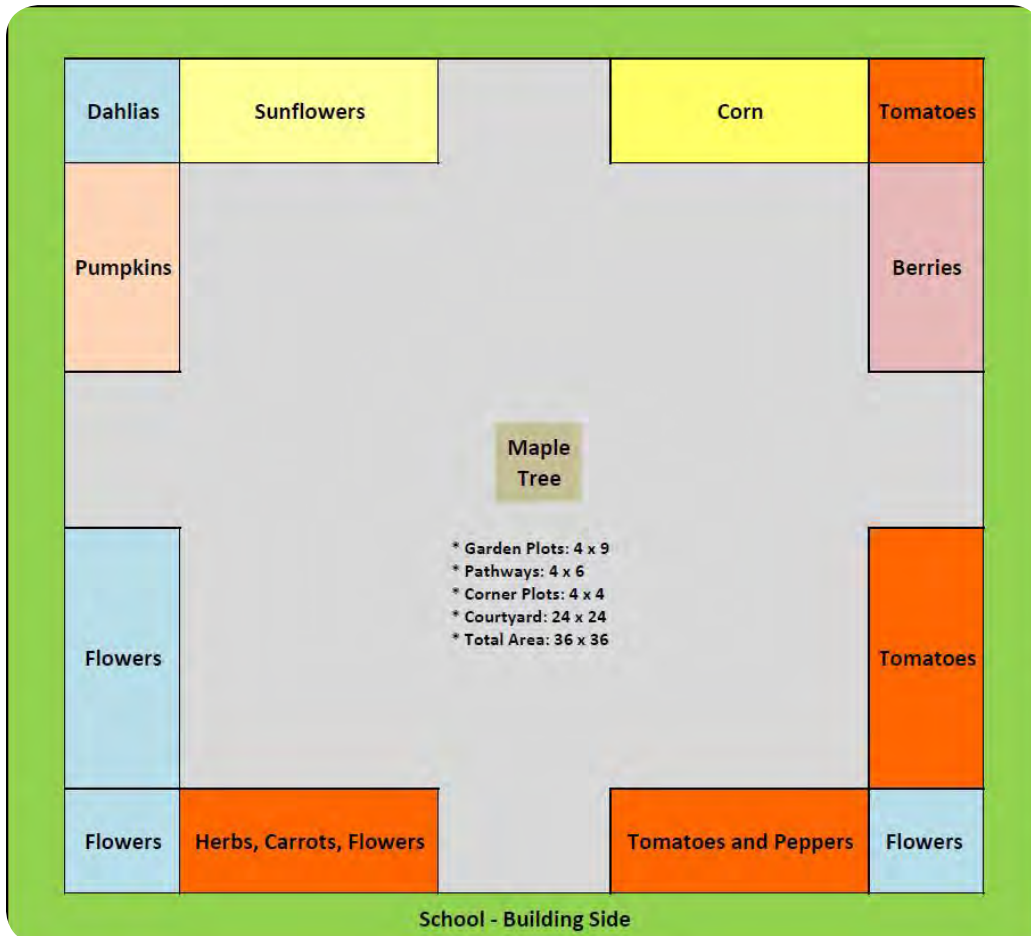 Dahlias
Sunflowers
Corn
Tomatoes
Pumpkins
Berries
Maple
Tree
* Garden Plots: 4 x 9
* Pathways: 4 x 6
* Corner Plots: 4 x 4
* Courtyard: 24 x 24
* Total Area: 36 x 36
Flowers
Tomatoes
Flowers
Herbs, Carrots, Flowers
Tomatoes and Peppers
Flowers
School - Building Side